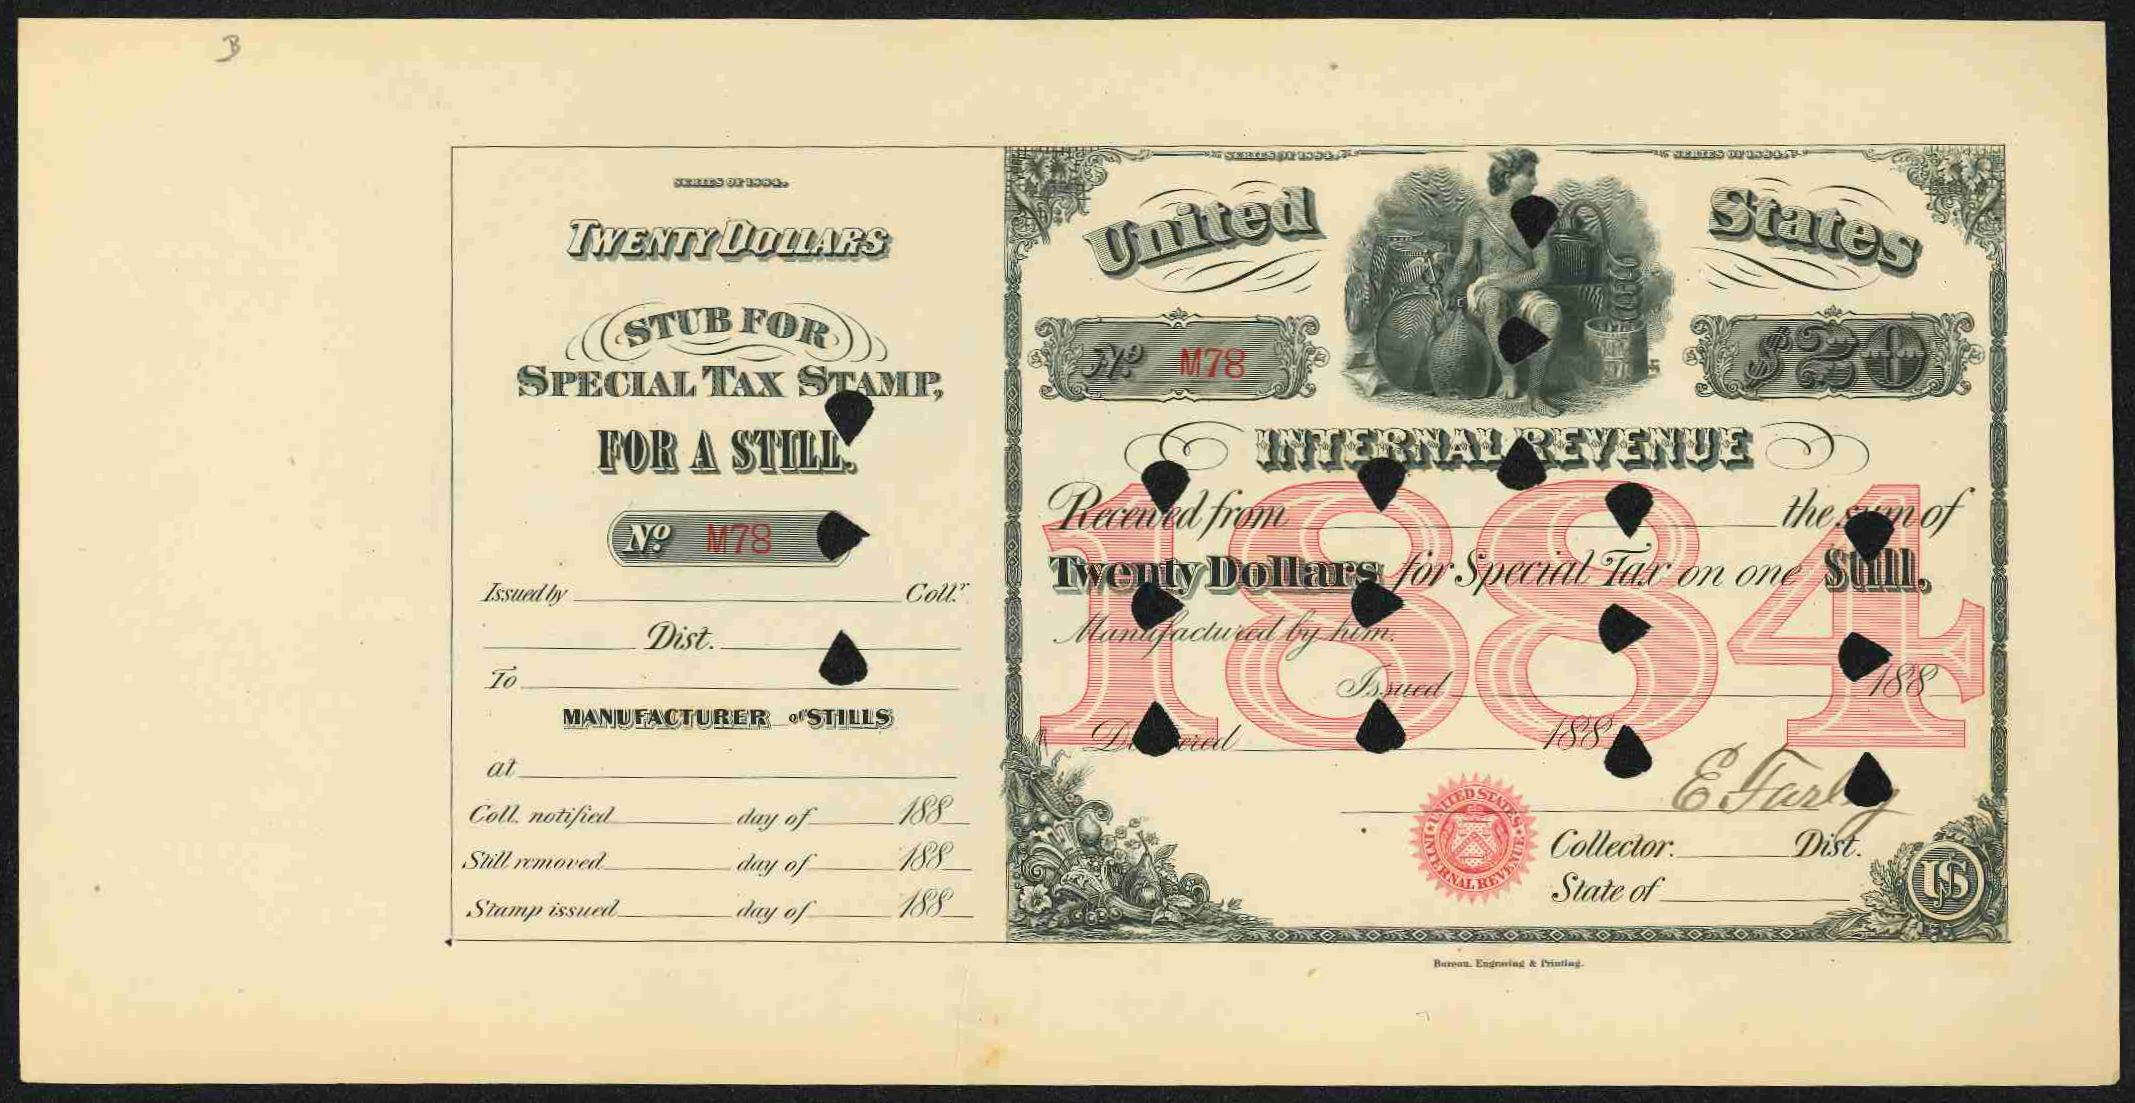 B
SERIES OF 1884.
TWENTY DOLLARS
STUB FOR
SPECIAL TAX STAMP,
FOR A STILL.
No. M78
Issued by Coll.r
Dist.
To
MANUFACTURER of STILLS
at
Coll. notified day of 188
Still removed day of 188
Stamp issued day of 188
SERIES OF 1884. SERIES OF 1884.
United States
No. M78 $20
INTERNAL REVENUE
1884
Received from the sum of
Twenty Dollars for Special Tax on one Still,
Manufactured by him.
Issued 188
Delivered 188
E Farley
UNITED STATES INTERNAL REVENUE
Collector. Dist.
State of
US
Bureau. Engraving & Printing.